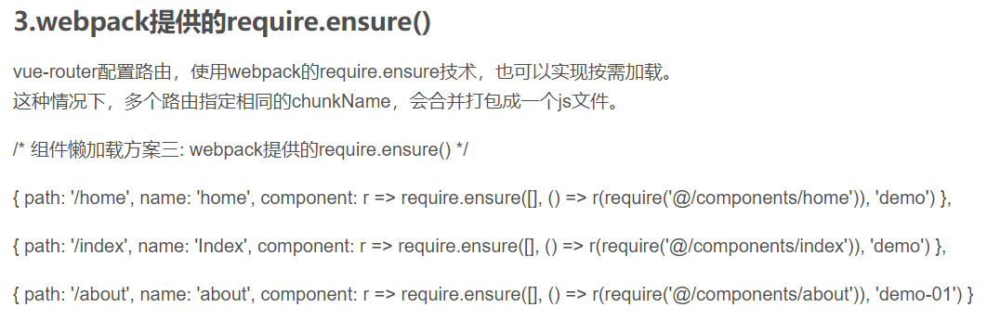 3.webpack提供的require.ensure()
vue-router配置路由，使用webpack的require.ensure技术，也可以实现按需加载。
这种情况下，多个路由指定相同的chunkName，会合并打包成一个js文件。
/* 组件懒加载方案三: webpack提供的require.ensure() */
{ path: '/home', name: 'home', component: r => require.ensure([], () => r(require('@/components/home')), 'demo') },
{ path: '/index', name: 'Index', component: r => require.ensure([], () => r(require('@/components/index')), 'demo') },
{ path: '/about', name: 'about', component: r => require.ensure([], () => r(require('@/components/about')), 'demo-01') }